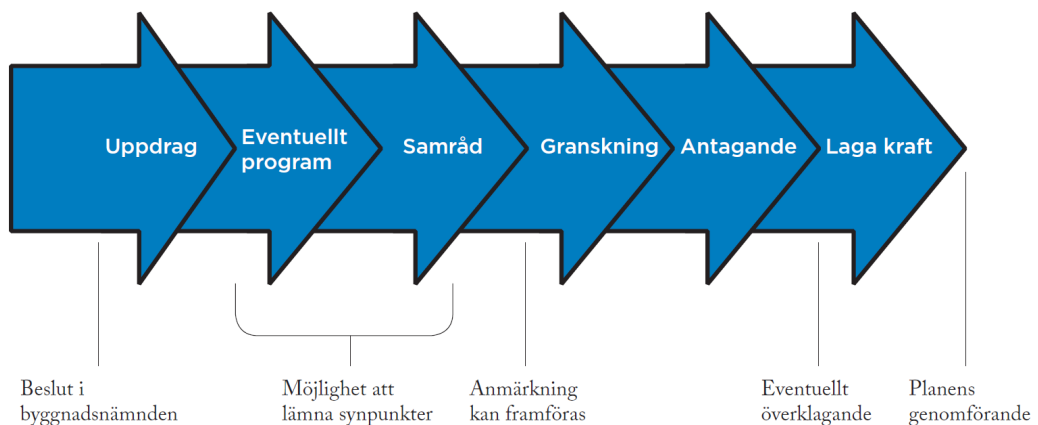 Uppdrag
Eventuellt
program
Samråd
Granskning
Antagande
Laga kraft
Beslut i
byggnadsnämnden
Möjlighet att
lämna synpunkter
Anmärkning
kan framföras
Eventuellt
överklagande
Planens
genomförande